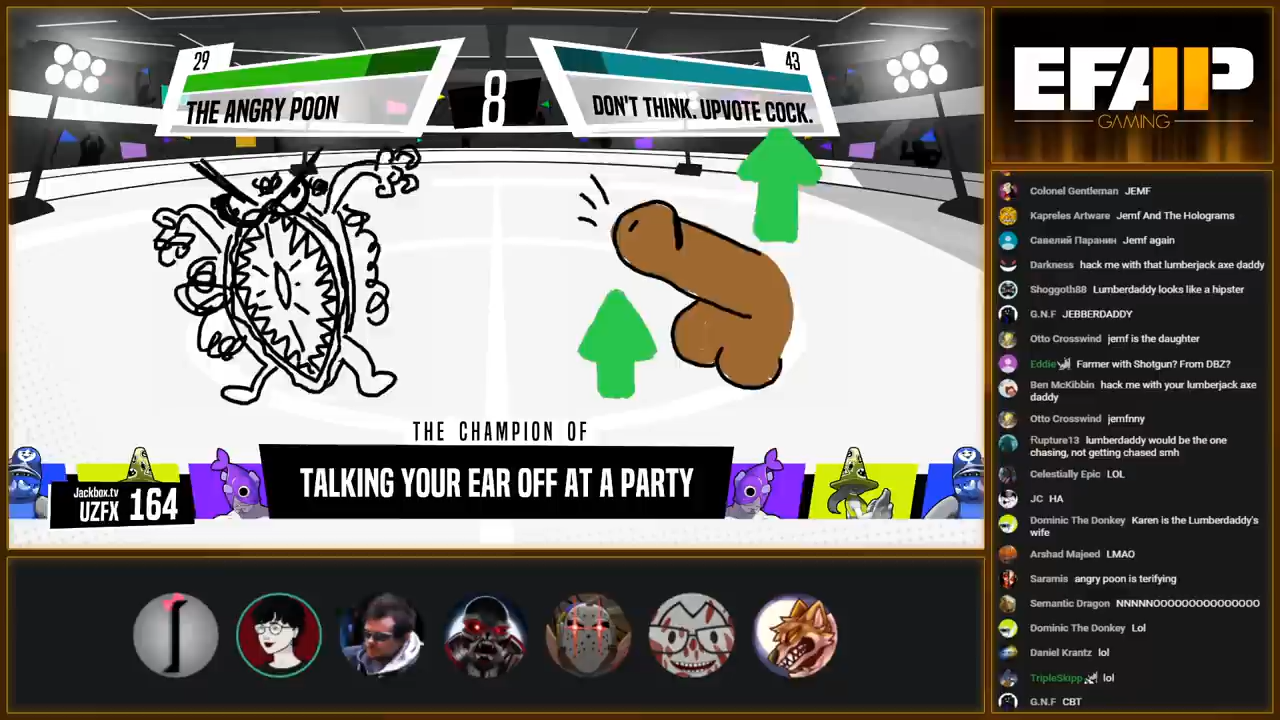 29
THE ANGRY POON
8
43
DON'T THINK. UPVOTE COCK.
THE CHAMPION OF
TALKING YOUR EAR OFF AT A PARTY
Jackbox.tv
UZFX
164
EFAP
GAMING
Colonel Gentleman JEMF
Kapreles Artware Jemf And The Holograms
Савелий Паранин Jemf again
Darkness hack me with that lumberjack axe daddy
Shoggoth88 Lumberdaddy looks like a hipster
G.N.F JEBBERDADDY
Otto Crosswind jemf is the daughter
Eddie Farmer with Shotgun? From DBZ?
Ben McKibbin hack me with your lumberjack axe
daddy
Otto Crosswind jemfnny
Rupture13 lumberdaddy would be the one
chasing, not getting chased smh
Celestially Epic LOL
JC HA
Dominic The Donkey Karen is the Lumberdaddy's
wife
Arshad Majeed LMAO
Saramis angry poon is terifying
Semantic Dragon NNNNNOOOOOOOOOOOOOOO
Dominic The Donkey Lol
Daniel Krantz lol
TripleSkipp lol
G.N.F CBT